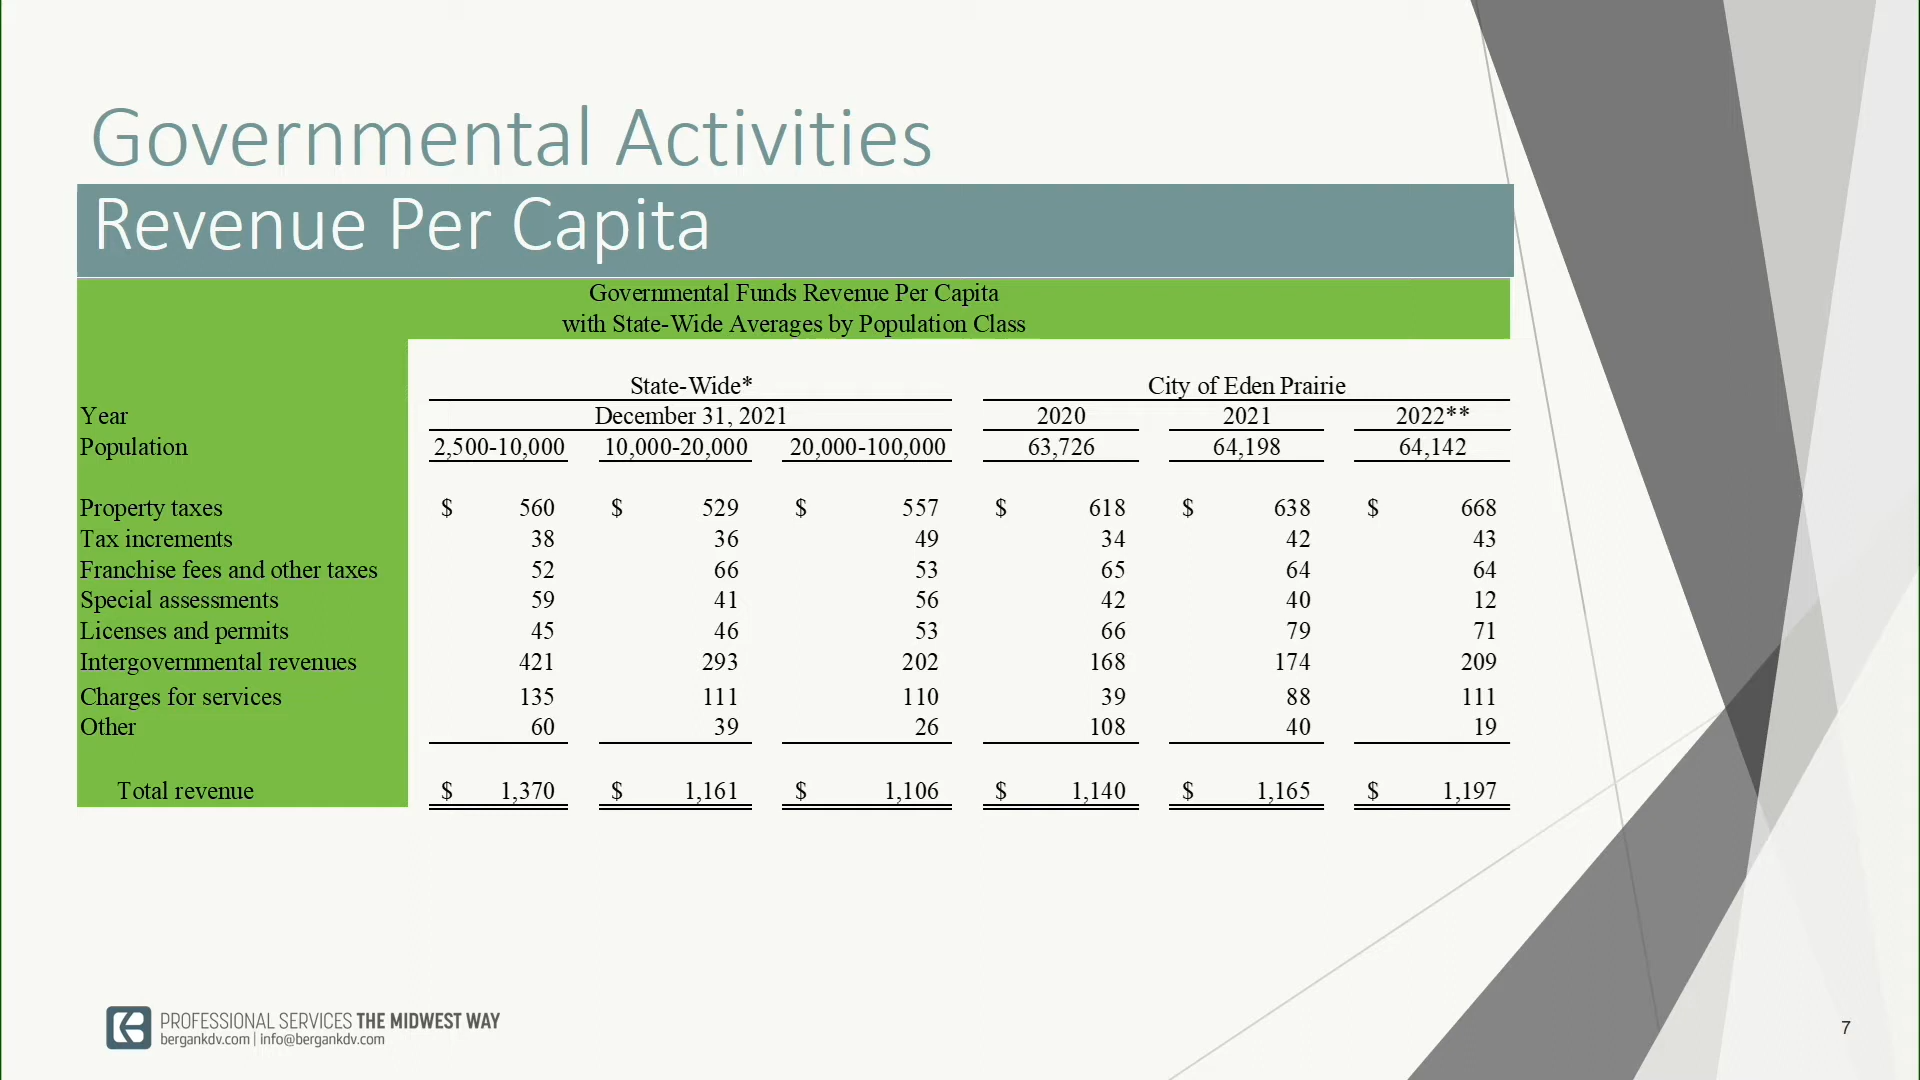 Governmental Activities
Revenue Per Capita
Governmental Funds Revenue Per Capita
with State-Wide Averages by Population Class
State-Wide* City of Eden Prairie
Year December 31, 2021 2020 2021 2022**
Population 2,500-10,000 10,000-20,000 20,000-100,000 63,726 64,198 64,142
Property taxes $ 560 $ 529 $ 557 $ 618 $ 638 $ 668
Tax increments 38 36 49 34 42 43
Franchise fees and other taxes 52 66 53 65 64 64
Special assessments 59 41 56 42 40 12
Licenses and permits 45 46 53 66 79 71
Intergovernmental revenues 421 293 202 168 174 209
Charges for services 135 111 110 39 88 111
Other 60 39 26 108 40 19
Total revenue $ 1,370 $ 1,161 $ 1,106 $ 1,140 $ 1,165 $ 1,197
PROFESSIONAL SERVICES THE MIDWEST WAY
bergankdv.com | info@bergankdv.com
7